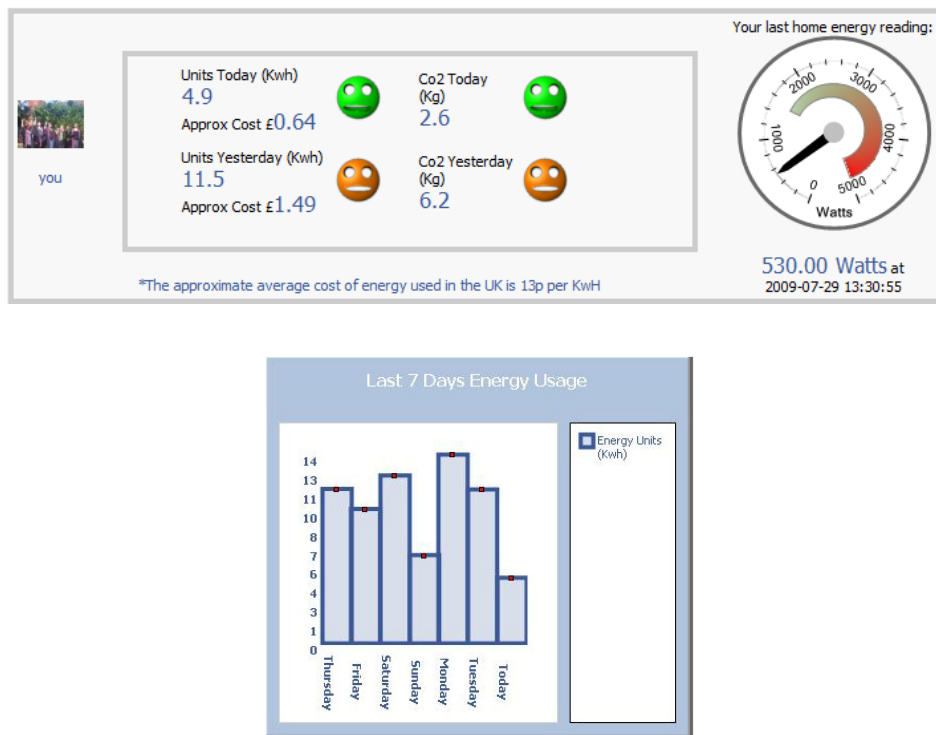 Your last home energy reading:
Units Today (Kwh)
4.9
Approx Cost £0.64
Co2 Today
(Kg)
2.6
you
Units Yesterday (Kwh)
11.5
Approx Cost £1.49
Co2 Yesterday
(Kg)
6.2
0
1000
2000
3000
4000
5000
Watts
530.00 Watts at
2009-07-29 13:30:55
*The approximate average cost of energy used in the UK is 13p per KwH
Last 7 Days Energy Usage
Energy Units
(Kwh)
14
13
11
10
8
7
6
4
3
1
0
Thursday
Friday
Saturday
Sunday
Monday
Tuesday
Today